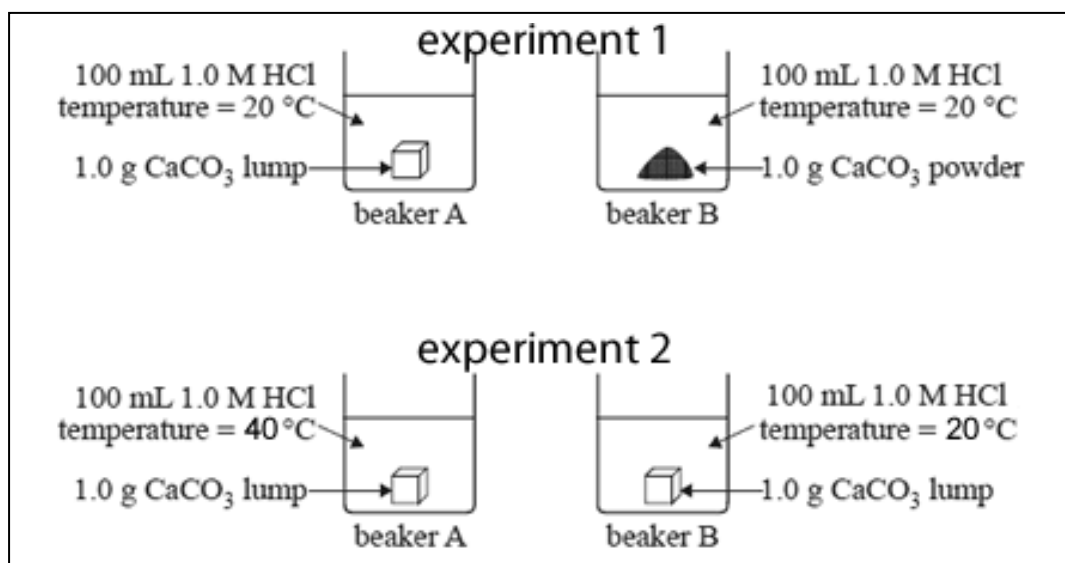 experiment 1
100 mL 1.0 M HCl
temperature = 20 °C
1.0 g CaCO₃ lump
beaker A
100 mL 1.0 M HCl
temperature = 20 °C
1.0 g CaCO₃ powder
beaker B
experiment 2
100 mL 1.0 M HCl
temperature = 40 °C
1.0 g CaCO₃ lump
beaker A
100 mL 1.0 M HCl
temperature = 20 °C
1.0 g CaCO₃ lump
beaker B